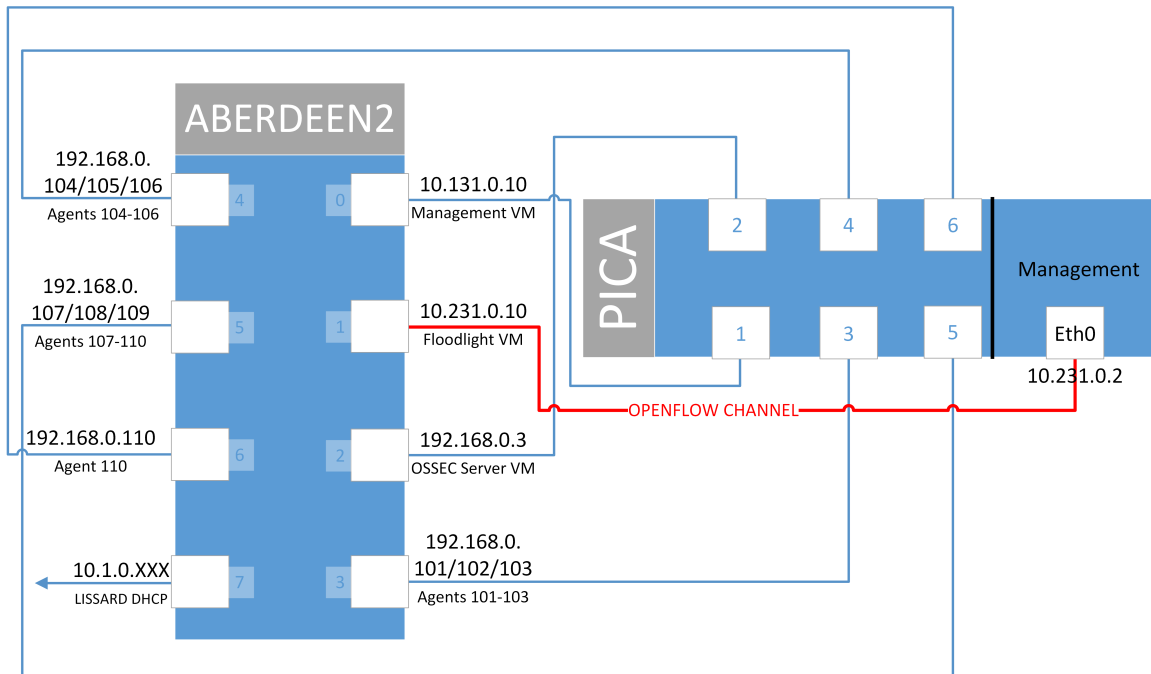 ABERDEEN2
192.168.0.
104/105/106
Agents 104-106
4
0
10.131.0.10
Management VM
192.168.0.
107/108/109
Agents 107-110
5
1
10.231.0.10
Floodlight VM
192.168.0.110
Agent 110
6
2
192.168.0.3
OSSEC Server VM
10.1.0.XXX
LISSARD DHCP
7
3
192.168.0.
101/102/103
Agents 101-103
PICA
2
4
6
1
3
5
Management
Eth0
10.231.0.2
OPENFLOW CHANNEL